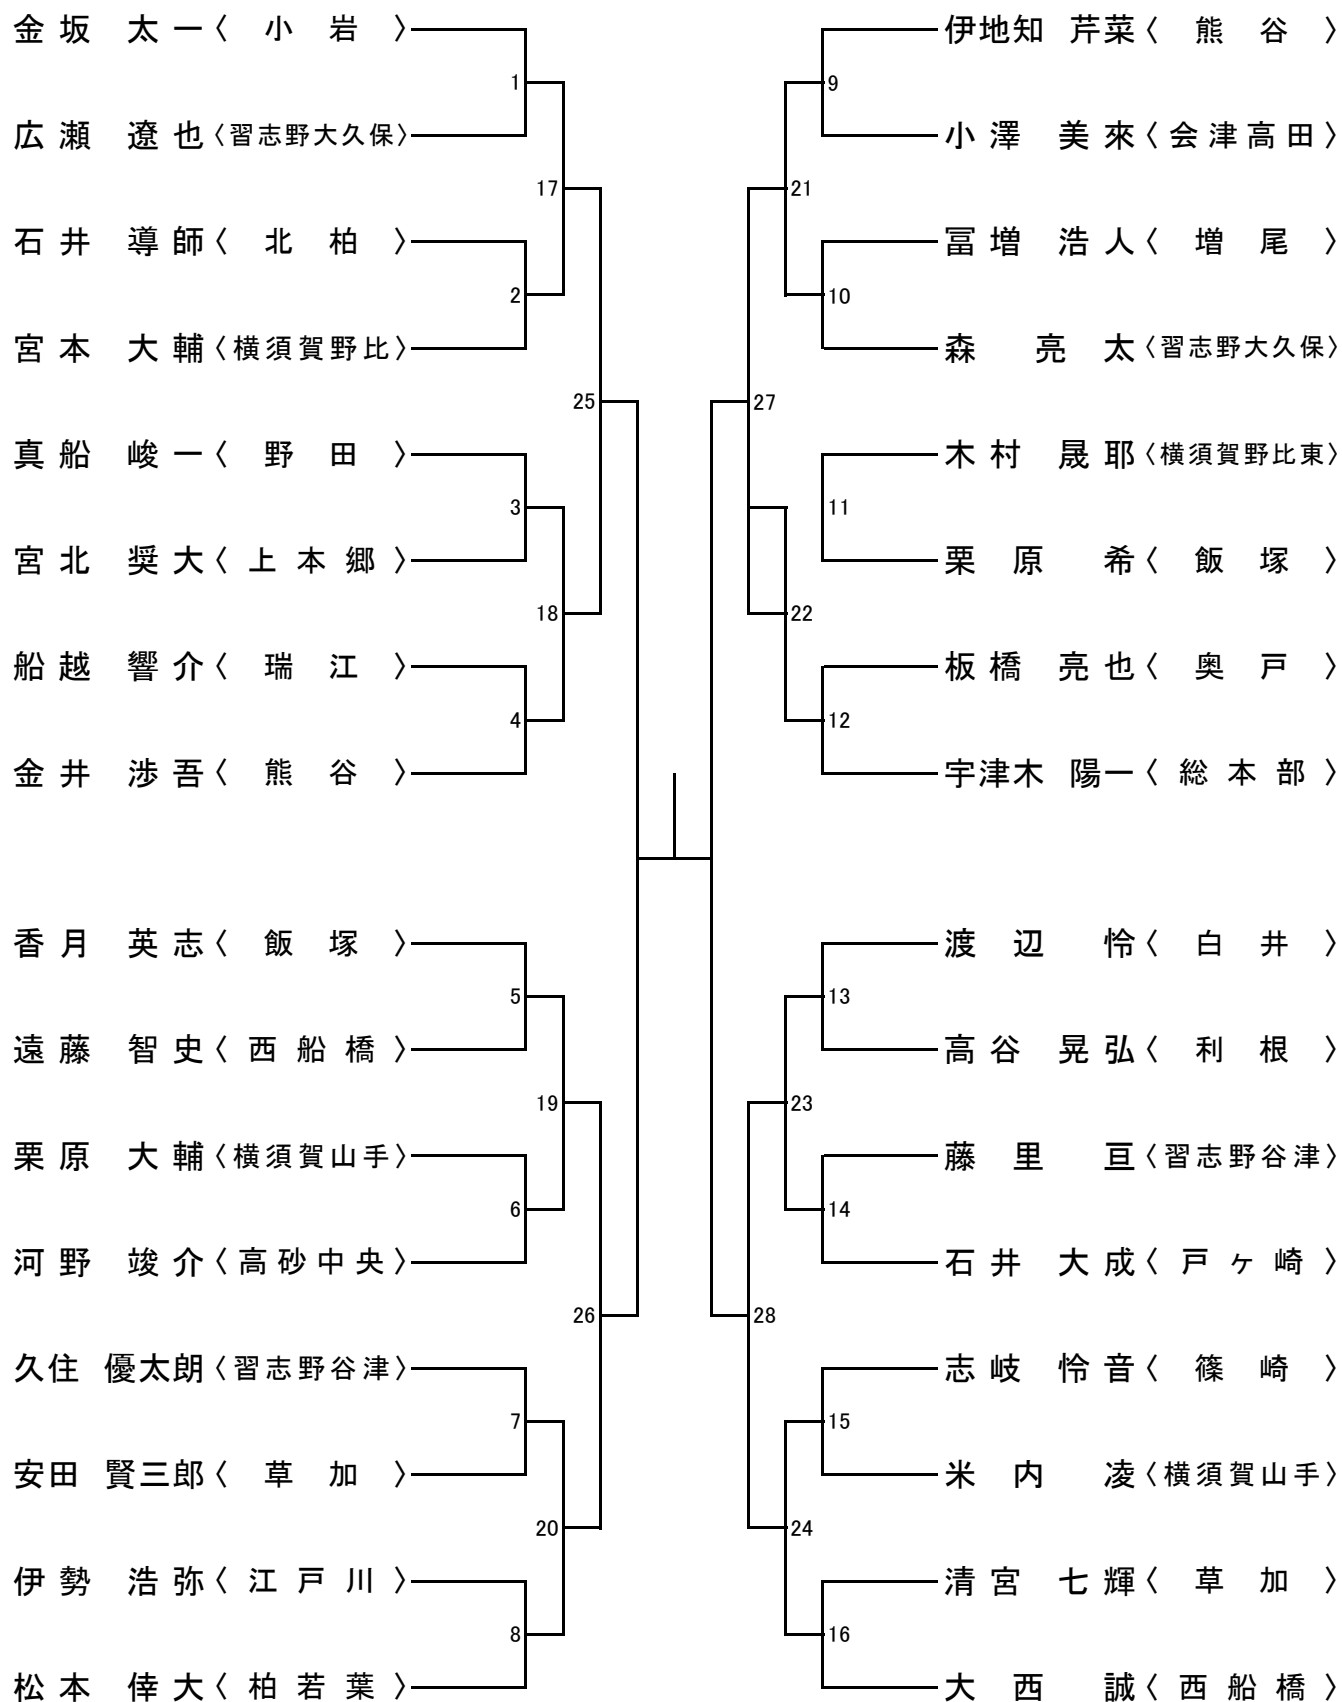 金坂 太一〈 小岩 〉
1
広瀬 遼也〈習志野大久保〉
17
石井 導師〈 北柏 〉
2
宮本 大輔〈横須賀野比〉
25
真船 峻一〈 野田 〉
3
宮北 奨大〈 上本郷 〉
18
船越 響介〈 瑞江 〉
4
金井 渉吾〈 熊谷 〉
香月 英志〈 飯塚 〉
5
遠藤 智史〈 西船橋 〉
19
栗原 大輔〈横須賀山手〉
6
河野 竣介〈高砂中央〉
26
久住 優太朗〈習志野谷津〉
7
安田 賢三郎〈 草加 〉
20
伊勢 浩弥〈 江戸川 〉
8
松本 倖大〈 柏若葉 〉
伊地知 芹菜〈 熊谷 〉
9
小澤 美來〈会津高田〉
21
冨増 浩人〈 増尾 〉
10
森 亮太〈習志野大久保〉
27
木村 晟耶〈横須賀野比東〉
11
栗原 希〈 飯塚 〉
22
板橋 亮也〈 奥戸 〉
12
宇津木 陽一〈 総本部 〉
渡辺 怜〈 白井 〉
13
高谷 晃弘〈 利根 〉
23
藤里 亘〈習志野谷津〉
14
石井 大成〈 戸ヶ崎 〉
28
志岐 怜音〈 篠崎 〉
15
米内 凌〈横須賀山手〉
24
清宮 七輝〈 草加 〉
16
大西 誠〈 西船橋 〉